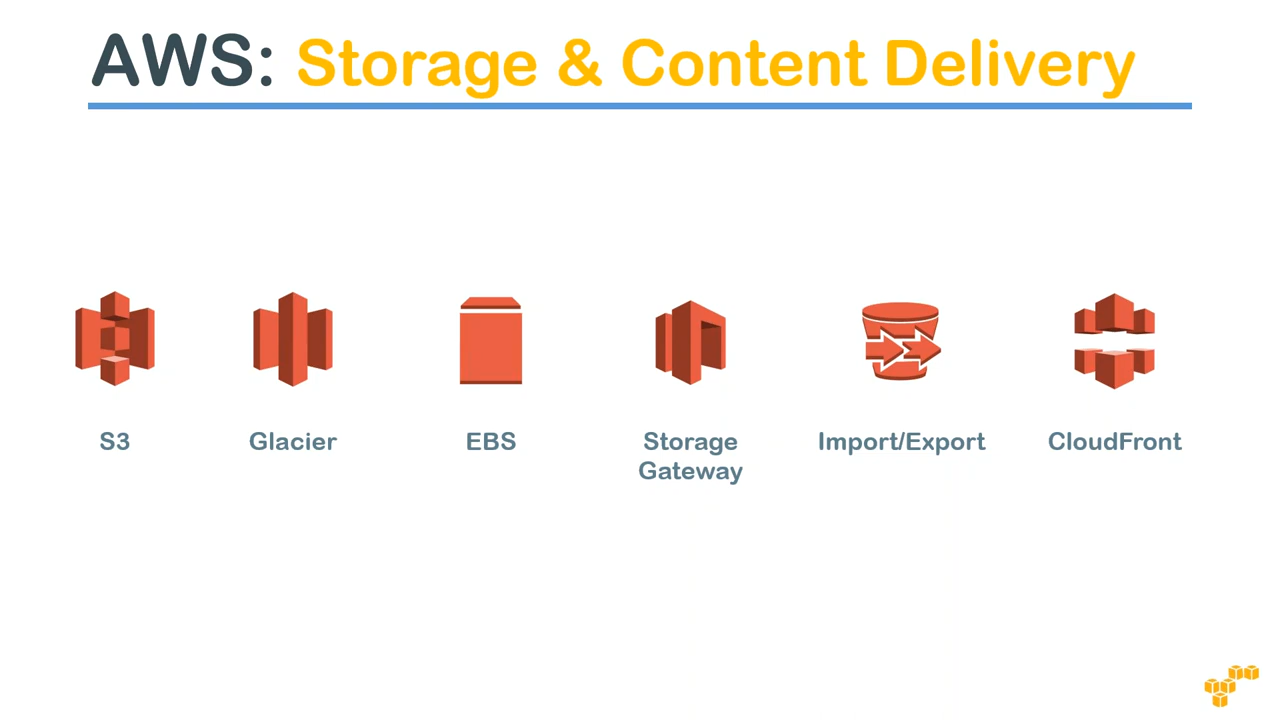 AWS: Storage & Content Delivery
S3
Glacier
EBS
Storage
Gateway
Import/Export
CloudFront